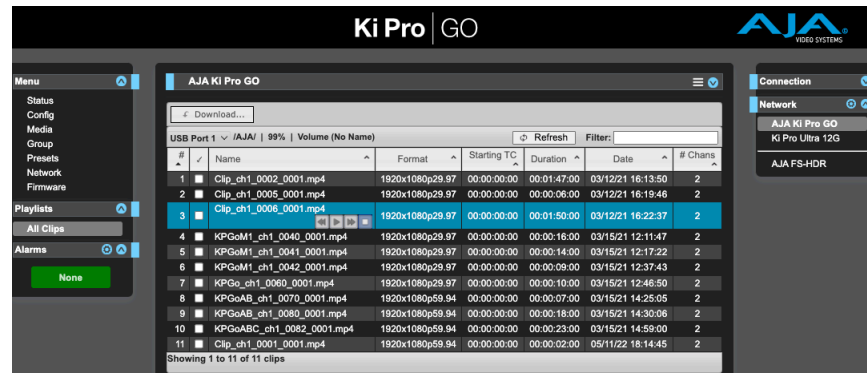 Ki Pro GO
AJA
VIDEO SYSTEMS
Menu
Status
Config
Media
Group
Presets
Network
Firmware
Playlists
All Clips
Alarms
None
AJA Ki Pro GO
Download...
USB Port 1 /AJA/ | 99% | Volume (No Name) Refresh Filter:
# Name Format Starting TC Duration Date # Chans
1 Clip_ch1_0002_0001.mp4 1920x1080p29.97 00:00:00:00 00:01:47:00 03/12/21 16:13:50 2
2 Clip_ch1_0005_0001.mp4 1920x1080p29.97 00:00:00:00 00:00:06:00 03/12/21 16:19:46 2
3 Clip_ch1_0006_0001.mp4 1920x1080p29.97 00:00:00:00 00:01:50:00 03/12/21 16:22:37 2
4 KPGoM1_ch1_0040_0001.mp4 1920x1080p29.97 00:00:00:00 00:00:16:00 03/15/21 12:11:47 2
5 KPGoM1_ch1_0041_0001.mp4 1920x1080p29.97 00:00:00:00 00:00:14:00 03/15/21 12:17:22 2
6 KPGoM1_ch1_0042_0001.mp4 1920x1080p29.97 00:00:00:00 00:00:09:00 03/15/21 12:37:43 2
7 KPGo_ch1_0060_0001.mp4 1920x1080p29.97 00:00:00:00 00:00:10:00 03/15/21 12:46:50 2
8 KPGoAB_ch1_0070_0001.mp4 1920x1080p59.94 00:00:00:00 00:00:07:00 03/15/21 14:25:05 2
9 KPGoAB_ch1_0080_0001.mp4 1920x1080p59.94 00:00:00:00 00:00:18:00 03/15/21 14:30:06 2
10 KPGoABC_ch1_0082_0001.mp4 1920x1080p59.94 00:00:00:00 00:00:23:00 03/15/21 14:59:00 2
11 Clip_ch1_0001_0001.mp4 1920x1080p59.94 00:00:00:00 00:00:02:00 05/11/22 18:14:45 2
Showing 1 to 11 of 11 clips
Connection
Network
AJA Ki Pro GO
Ki Pro Ultra 12G
AJA FS-HDR